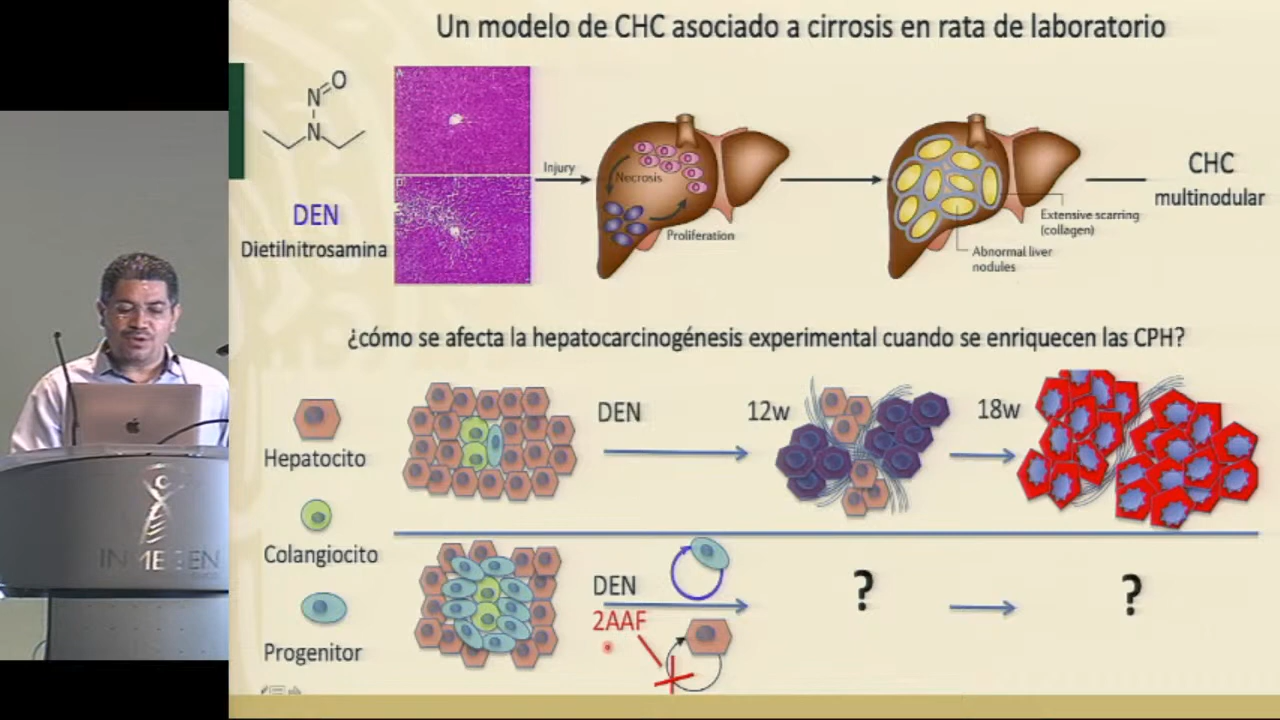 Un modelo de CHC asociado a cirrosis en rata de laboratorio
N
O
N
DEN
Dietilnitrosamina
A
Injury
Necrosis
Proliferation
Extensive scarring
(collagen)
Abnormal liver
nodules
CHC
multinodular
¿cómo se afecta la hepatocarcinogénesis experimental cuando se enriquecen las CPH?
Hepatocito
DEN
12w
18w
Colangiocito
Progenitor
DEN
2AAF
?
?
INMEGEN